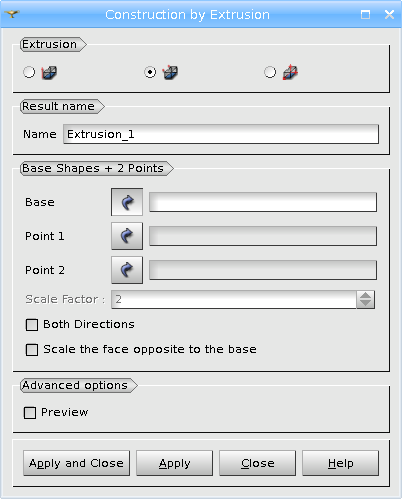 Construction by Extrusion
Extrusion
Result name
Name Extrusion_1
Base Shapes + 2 Points
Base
Point 1
Point 2
Scale Factor : 2
Both Directions
Scale the face opposite to the base
Advanced options
Preview
Apply and Close Apply Close Help